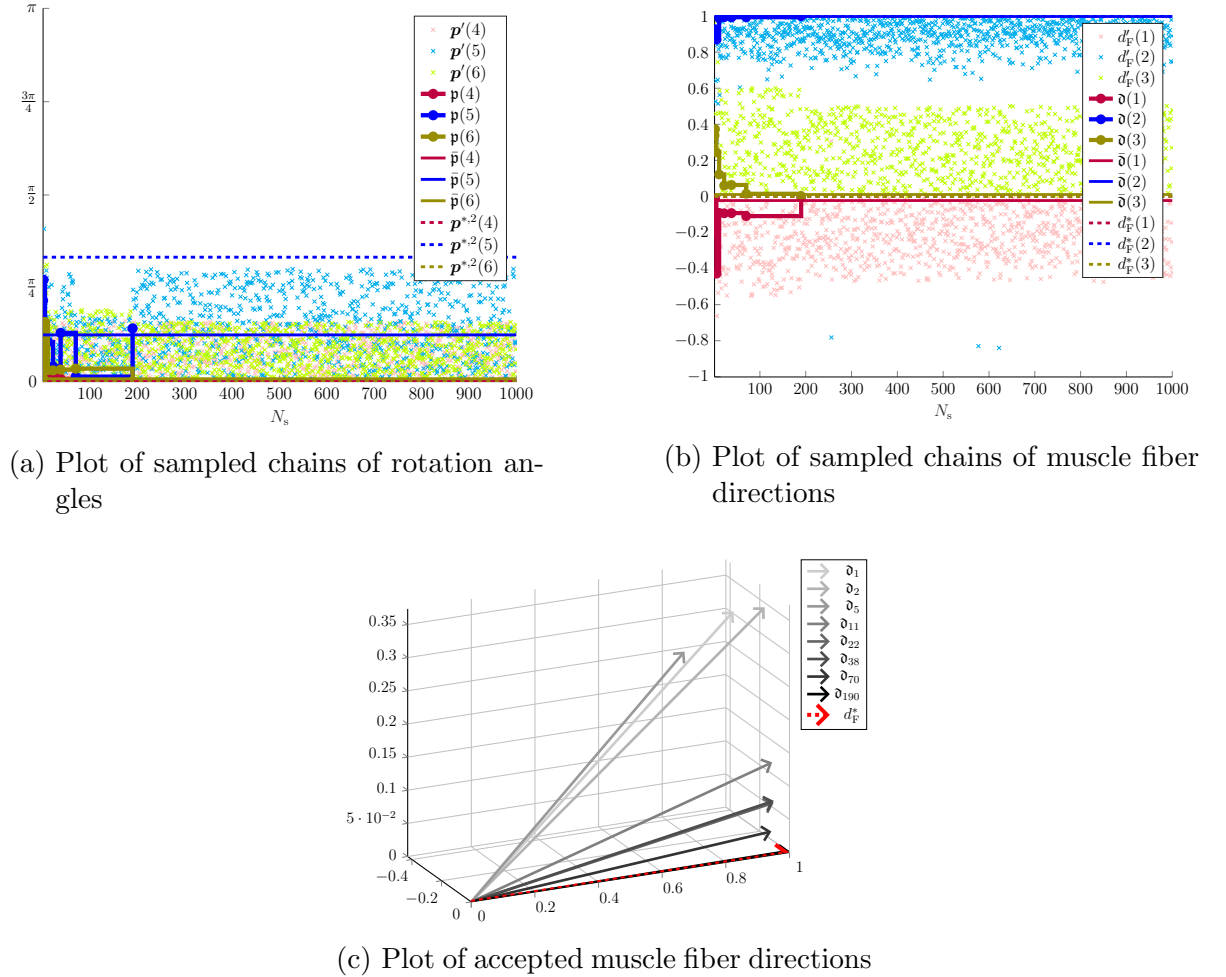 π
3π/4
π/2
π/4
0
100 200 300 400 500 600 700 800 900 1000
N_s
p′(4)
p′(5)
p′(6)
𝔭(4)
𝔭(5)
𝔭(6)
𝔭̄(4)
𝔭̄(5)
𝔭̄(6)
p^{*,2}(4)
p^{*,2}(5)
p^{*,2}(6)
(a) Plot of sampled chains of rotation an-
gles
1
0.8
0.6
0.4
0.2
0
−0.2
−0.4
−0.6
−0.8
−1
100 200 300 400 500 600 700 800 900 1000
N_s
d′_F(1)
d′_F(2)
d′_F(3)
𝔡(1)
𝔡(2)
𝔡(3)
𝔡̄(1)
𝔡̄(2)
𝔡̄(3)
d*_F(1)
d*_F(2)
d*_F(3)
(b) Plot of sampled chains of muscle fiber
directions
0.35
0.3
0.25
0.2
0.15
0.1
5 · 10^{−2}
0
−0.4
−0.2
0
0 0.2 0.4 0.6 0.8 1
𝔡_1
𝔡_2
𝔡_5
𝔡_11
𝔡_22
𝔡_38
𝔡_70
𝔡_190
d*_F
(c) Plot of accepted muscle fiber directions